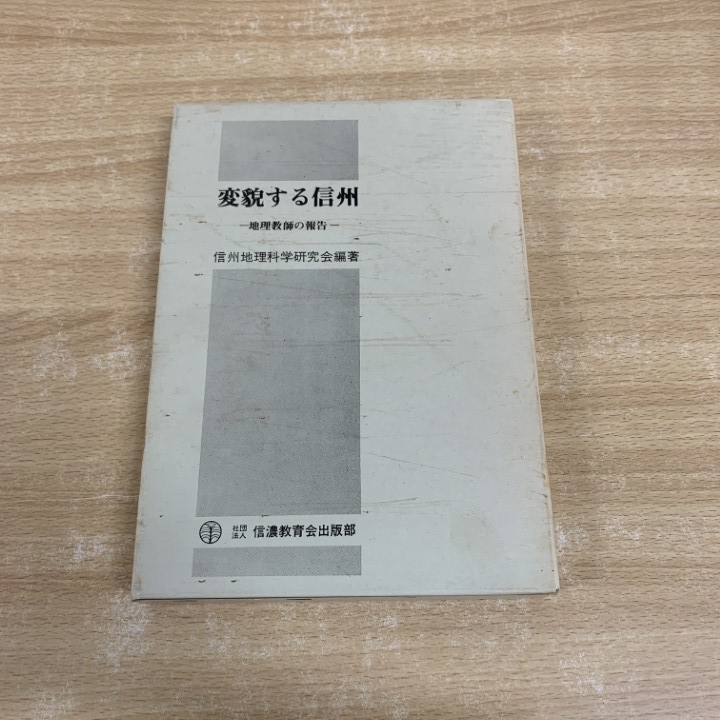 変貌する信州
―地理教師の報告―
信州地理科学研究会編著
社団法人 信濃教育会出版部